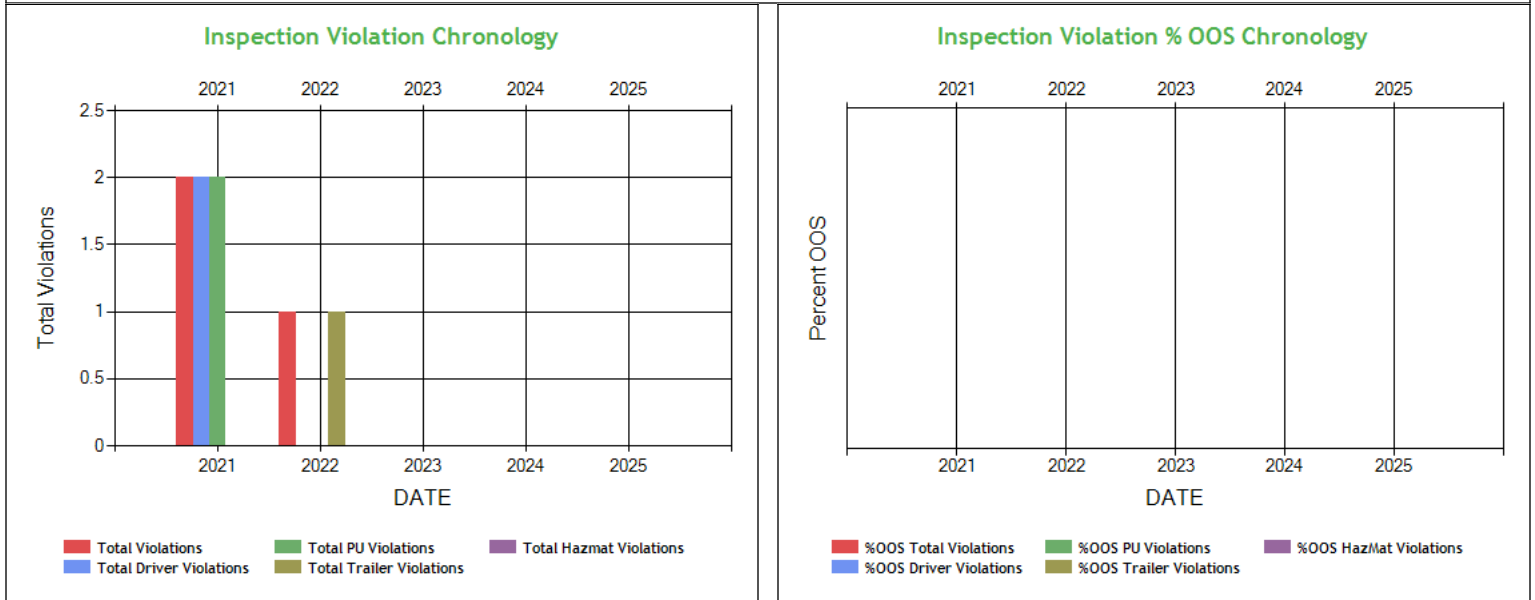 Inspection Violation Chronology
2021 2022 2023 2024 2025
2.5
2
1.5
1
0.5
0
Total Violations
2021 2022 2023 2024 2025
DATE
Total Violations Total PU Violations Total Hazmat Violations
Total Driver Violations Total Trailer Violations
Inspection Violation % OOS Chronology
2021 2022 2023 2024 2025
Percent OOS
2021 2022 2023 2024 2025
DATE
%OOS Total Violations %OOS PU Violations %OOS HazMat Violations
%OOS Driver Violations %OOS Trailer Violations